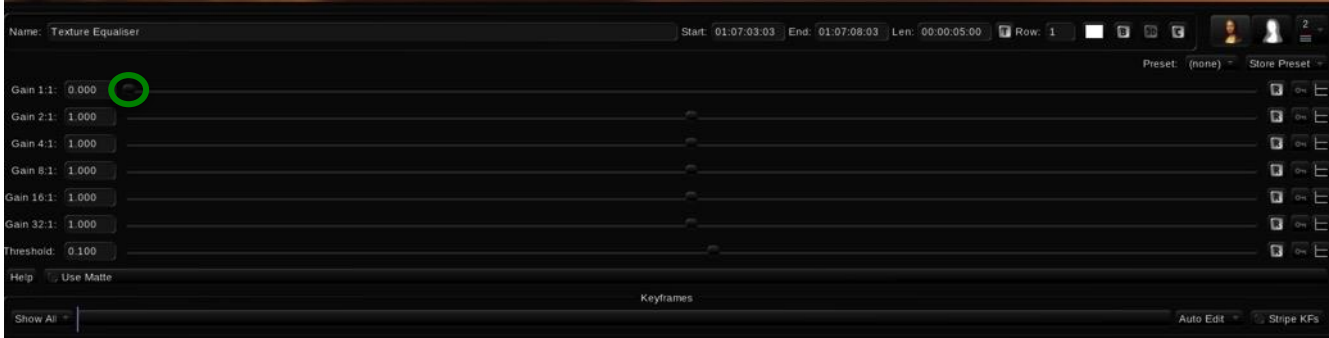 Name: Texture Equaliser Start: 01:07:03:03 End: 01:07:08:03 Len: 00:00:05:00 T Row: 1 2
Preset: (none) Store Preset
Gain 1:1: 0.000 R
Gain 2:1: 1.000 R
Gain 4:1: 1.000 R
Gain 8:1: 1.000 R
Gain 16:1: 1.000 R
Gain 32:1: 1.000 R
Threshold: 0.100 R
Help Use Matte
Keyframes
Show All Auto Edit Stripe KFs